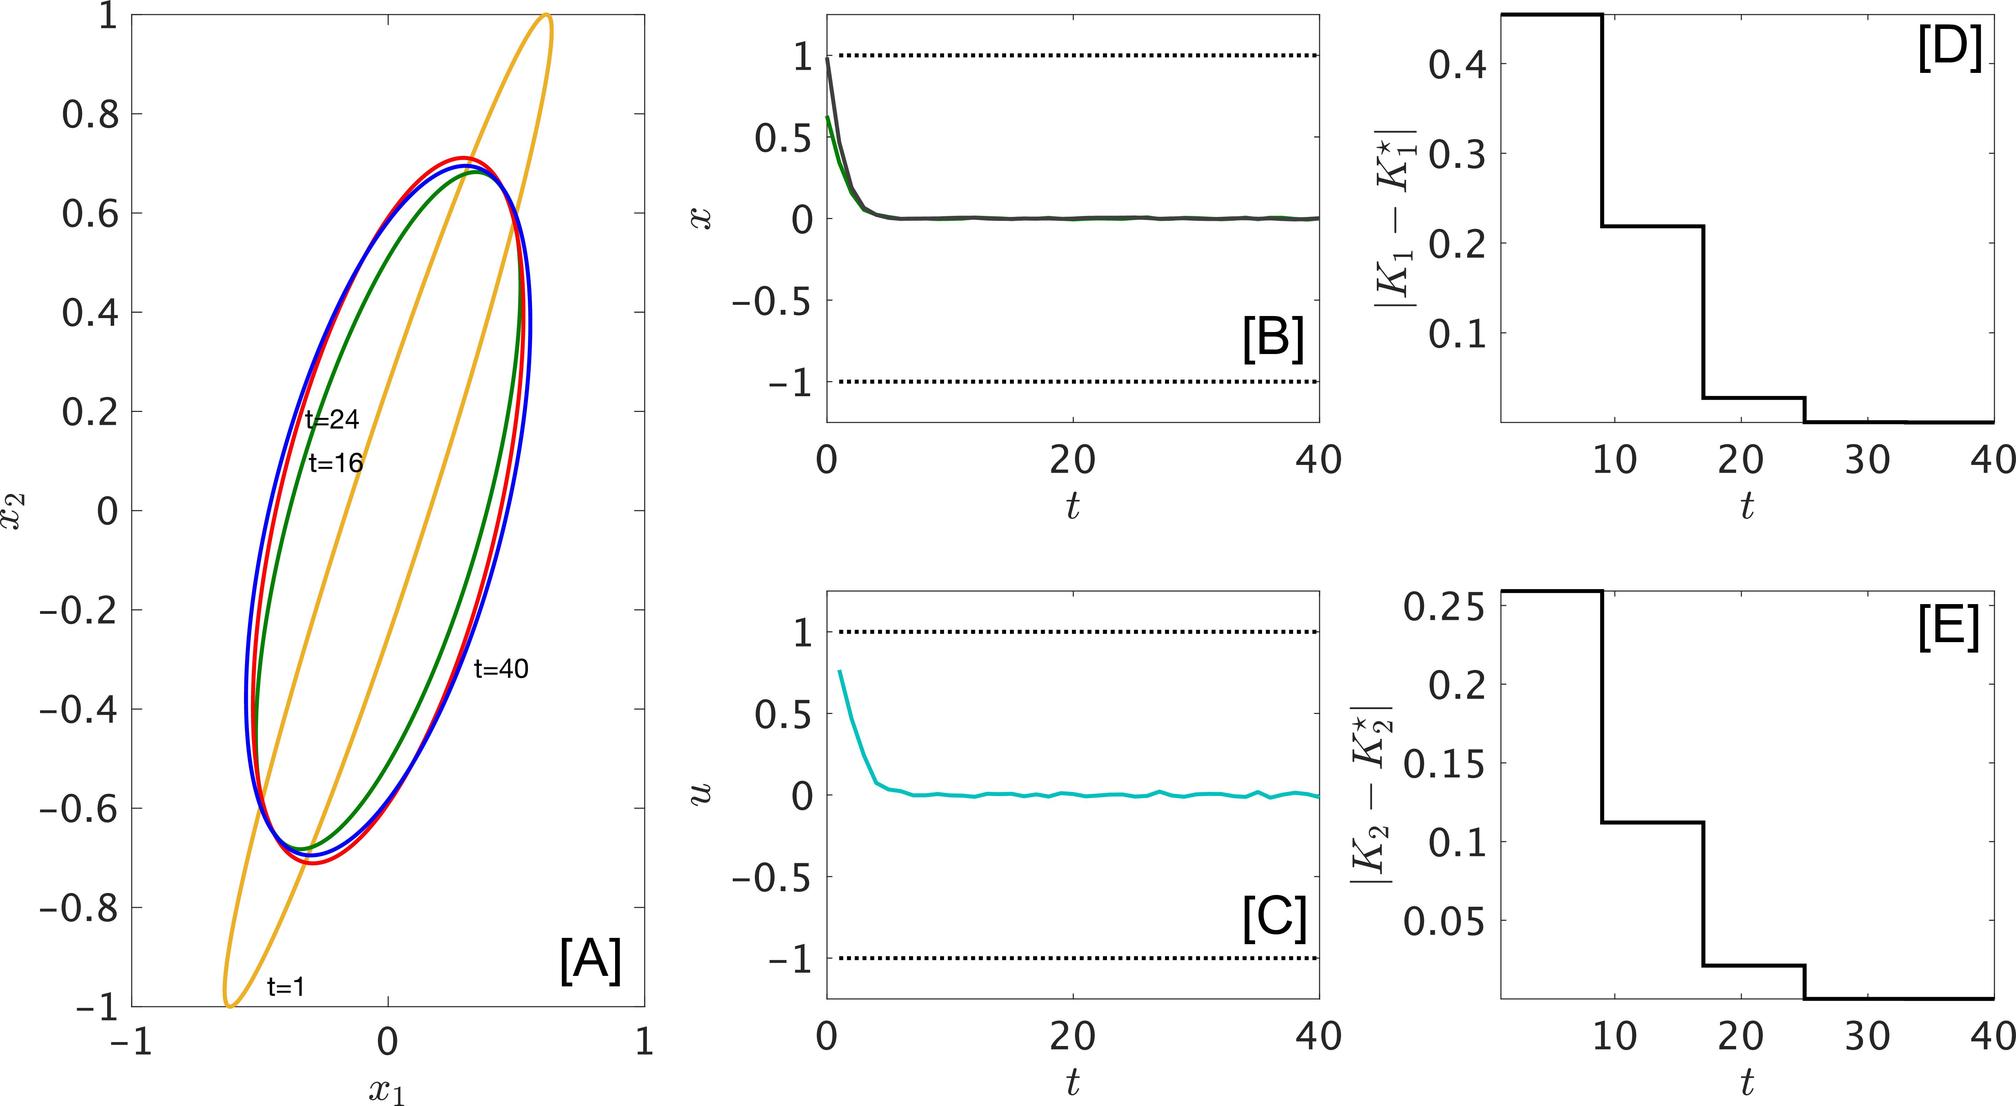 1
0.8
0.6
0.4
0.2
0
−0.2
−0.4
−0.6
−0.8
−1
−1 0 1
x₂
x₁
t=24
t=16
t=40
t=1
[A]
1
0.5
0
−0.5
−1
0 20 40
x
t
[B]
1
0.5
0
−0.5
−1
0 20 40
u
t
[C]
0.4
0.3
0.2
0.1
10 20 30 40
|K₁ − K₁⋆|
t
[D]
0.25
0.2
0.15
0.1
0.05
10 20 30 40
|K₂ − K₂⋆|
t
[E]